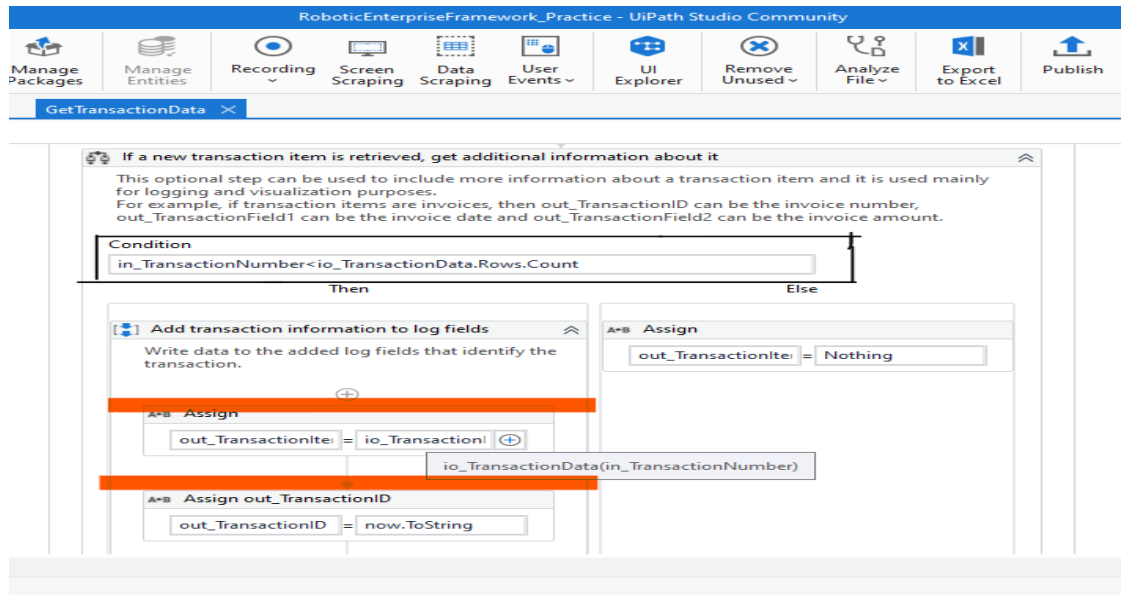 RoboticEnterpriseFramework_Practice - UiPath Studio Community
Manage Packages
Manage Entities
Recording
Screen Scraping
Data Scraping
User Events
UI Explorer
Remove Unused
Analyze File
Export to Excel
Publish
GetTransactionData
If a new transaction item is retrieved, get additional information about it
This optional step can be used to include more information about a transaction item and it is used mainly
for logging and visualization purposes.
For example, if transaction items are invoices, then out_TransactionID can be the invoice number,
out_TransactionField1 can be the invoice date and out_TransactionField2 can be the invoice amount.
Condition
in_TransactionNumber<io_TransactionData.Rows.Count
Then
Else
Add transaction information to log fields
Write data to the added log fields that identify the
transaction.
A+B Assign
out_TransactionIte = io_Transaction
io_TransactionData(in_TransactionNumber)
A+B Assign out_TransactionID
out_TransactionID = now.ToString
A+B Assign
out_TransactionIte = Nothing